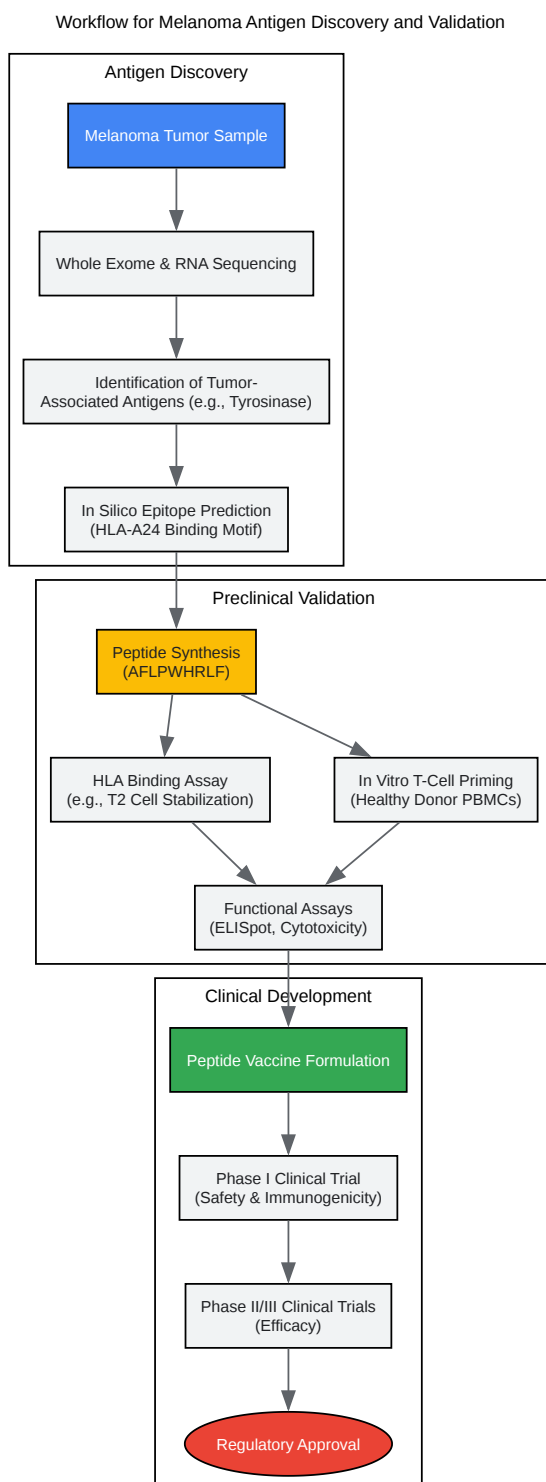 Workflow for Melanoma Antigen Discovery and Validation
Antigen Discovery
Melanoma Tumor Sample
Whole Exome & RNA Sequencing
Identification of Tumor-
Associated Antigens (e.g., Tyrosinase)
In Silico Epitope Prediction
(HLA-A24 Binding Motif)
Preclinical Validation
Peptide Synthesis
(AFLPWHRLF)
HLA Binding Assay
(e.g., T2 Cell Stabilization)
In Vitro T-Cell Priming
(Healthy Donor PBMCs)
Functional Assays
(ELISpot, Cytotoxicity)
Clinical Development
Peptide Vaccine Formulation
Phase I Clinical Trial
(Safety & Immunogenicity)
Phase II/III Clinical Trials
(Efficacy)
Regulatory Approval